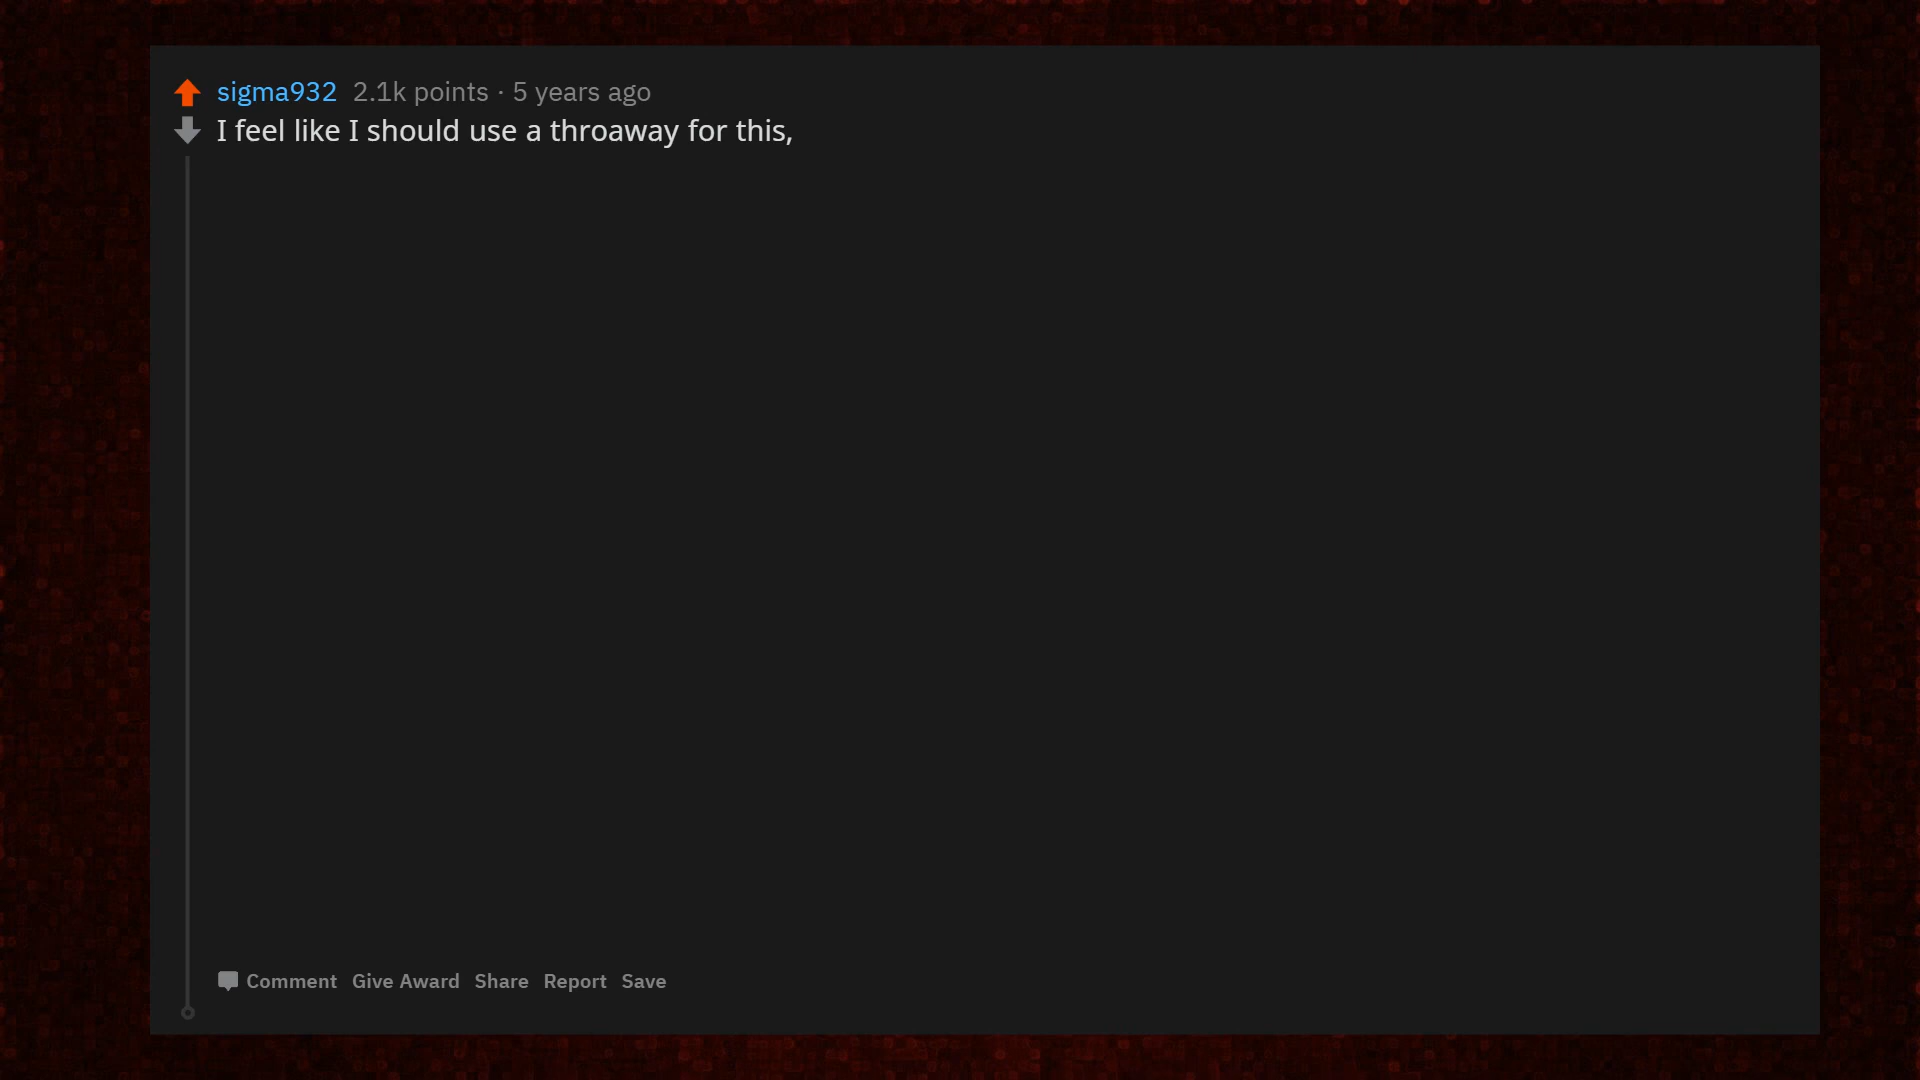 sigma932 2.1k points · 5 years ago
I feel like I should use a throaway for this,
Comment Give Award Share Report Save